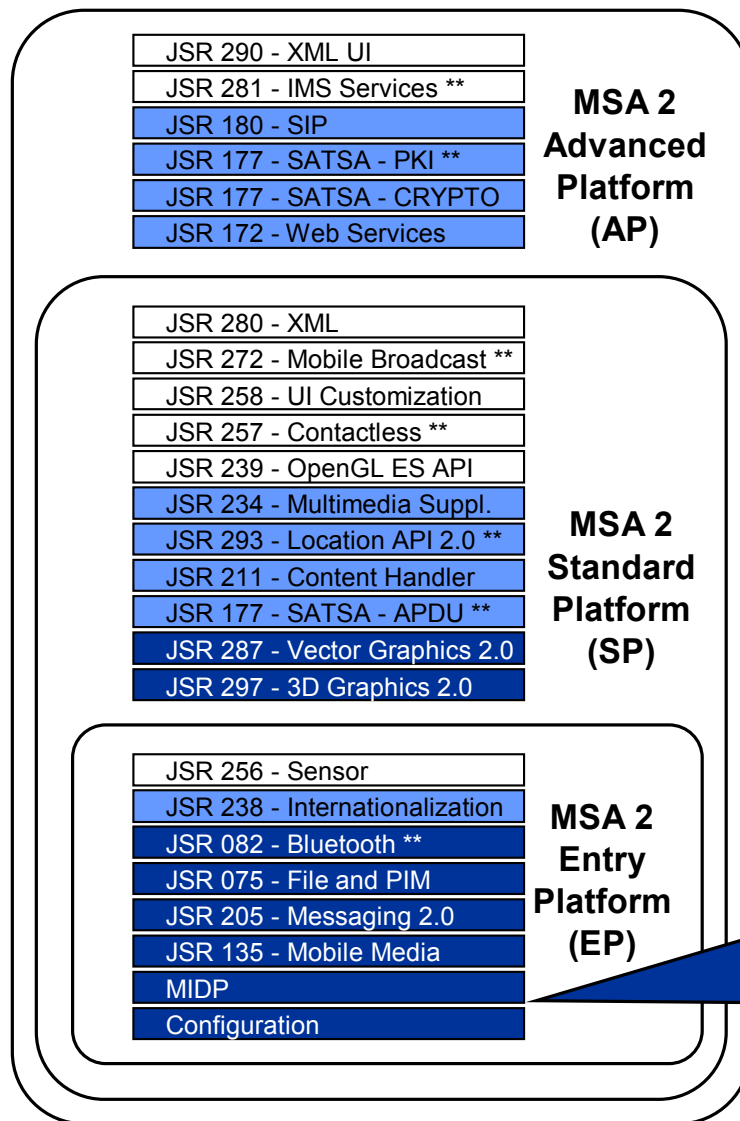 JSR 290 - XML UI
JSR 281 - IMS Services **
JSR 180 - SIP
JSR 177 - SATSA - PKI **
JSR 177 - SATSA - CRYPTO
JSR 172 - Web Services
MSA 2
Advanced
Platform
(AP)
JSR 280 - XML
JSR 272 - Mobile Broadcast **
JSR 258 - UI Customization
JSR 257 - Contactless **
JSR 239 - OpenGL ES API
JSR 234 - Multimedia Suppl.
JSR 293 - Location API 2.0 **
JSR 211 - Content Handler
JSR 177 - SATSA - APDU **
JSR 287 - Vector Graphics 2.0
JSR 297 - 3D Graphics 2.0
MSA 2
Standard
Platform
(SP)
JSR 256 - Sensor
JSR 238 - Internationalization
JSR 082 - Bluetooth **
JSR 075 - File and PIM
JSR 205 - Messaging 2.0
JSR 135 - Mobile Media
MIDP
Configuration
MSA 2
Entry
Platform
(EP)